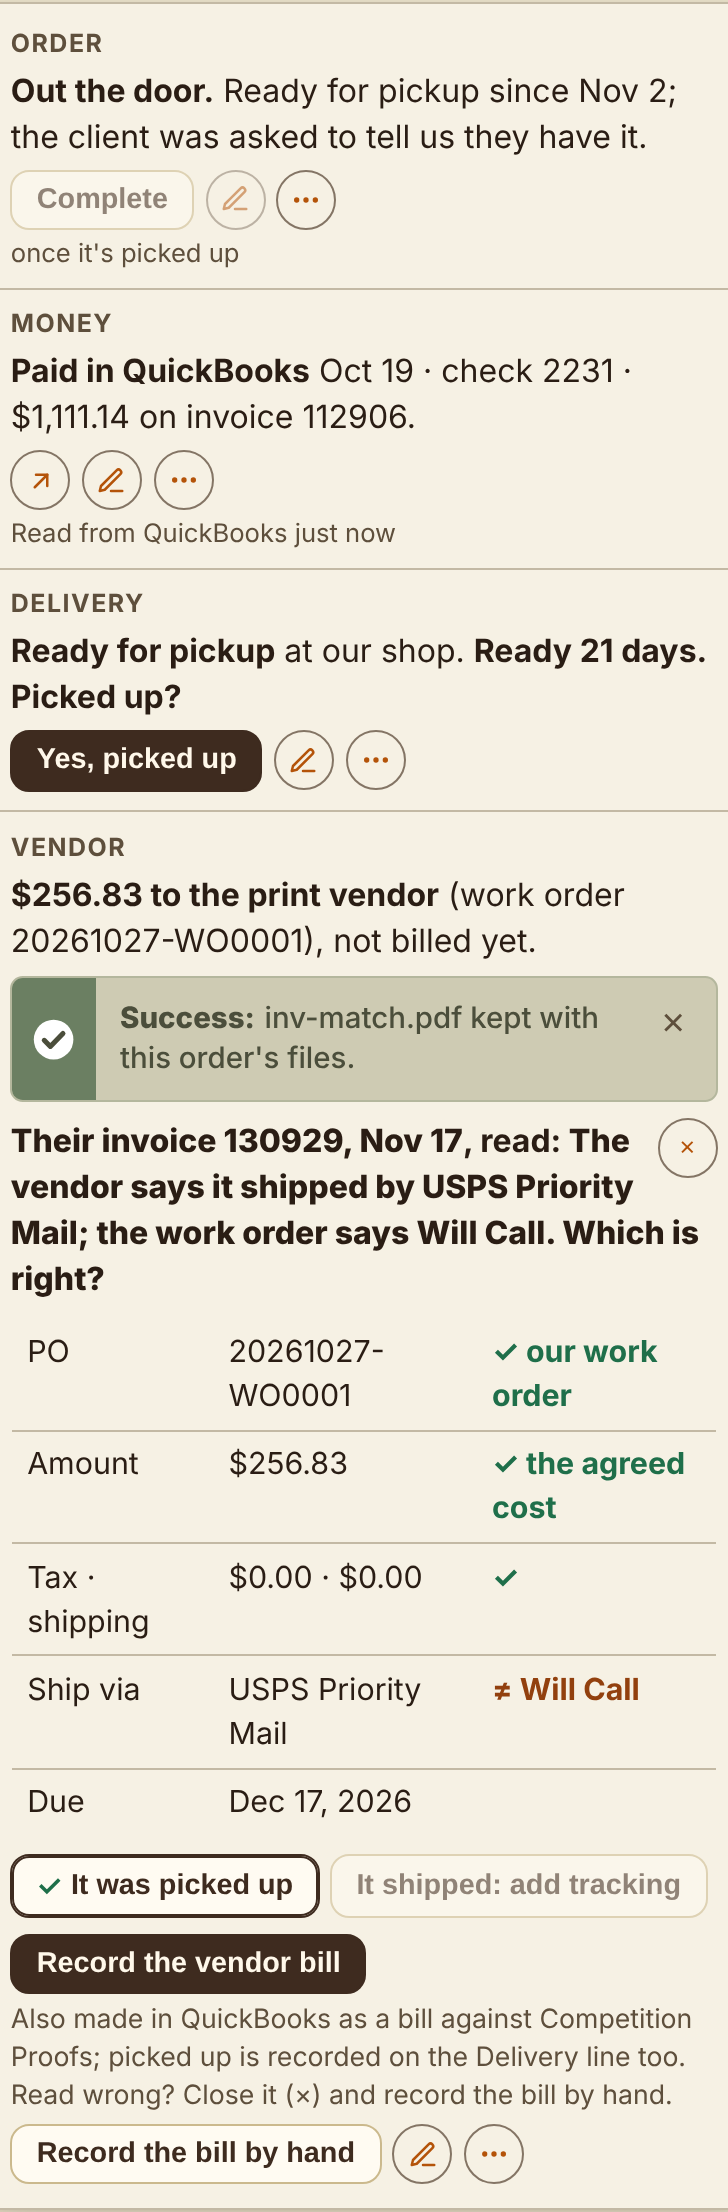 ORDER
Out the door. Ready for pickup since Nov 2;
the client was asked to tell us they have it.
Complete
once it's picked up
MONEY
Paid in QuickBooks Oct 19 · check 2231 ·
$1,111.14 on invoice 112906.
Read from QuickBooks just now
DELIVERY
Ready for pickup at our shop. Ready 21 days.
Picked up?
Yes, picked up
VENDOR
$256.83 to the print vendor (work order
20261027-WO0001), not billed yet.
Success: inv-match.pdf kept with
this order's files.
Their invoice 130929, Nov 17, read: The
vendor says it shipped by USPS Priority
Mail; the work order says Will Call. Which is
right?
PO 20261027- ✓ our work
WO0001 order
Amount $256.83 ✓ the agreed
cost
Tax · $0.00 · $0.00 ✓
shipping
Ship via USPS Priority ≠ Will Call
Mail
Due Dec 17, 2026
✓ It was picked up It shipped: add tracking
Record the vendor bill
Also made in QuickBooks as a bill against Competition
Proofs; picked up is recorded on the Delivery line too.
Read wrong? Close it (×) and record the bill by hand.
Record the bill by hand